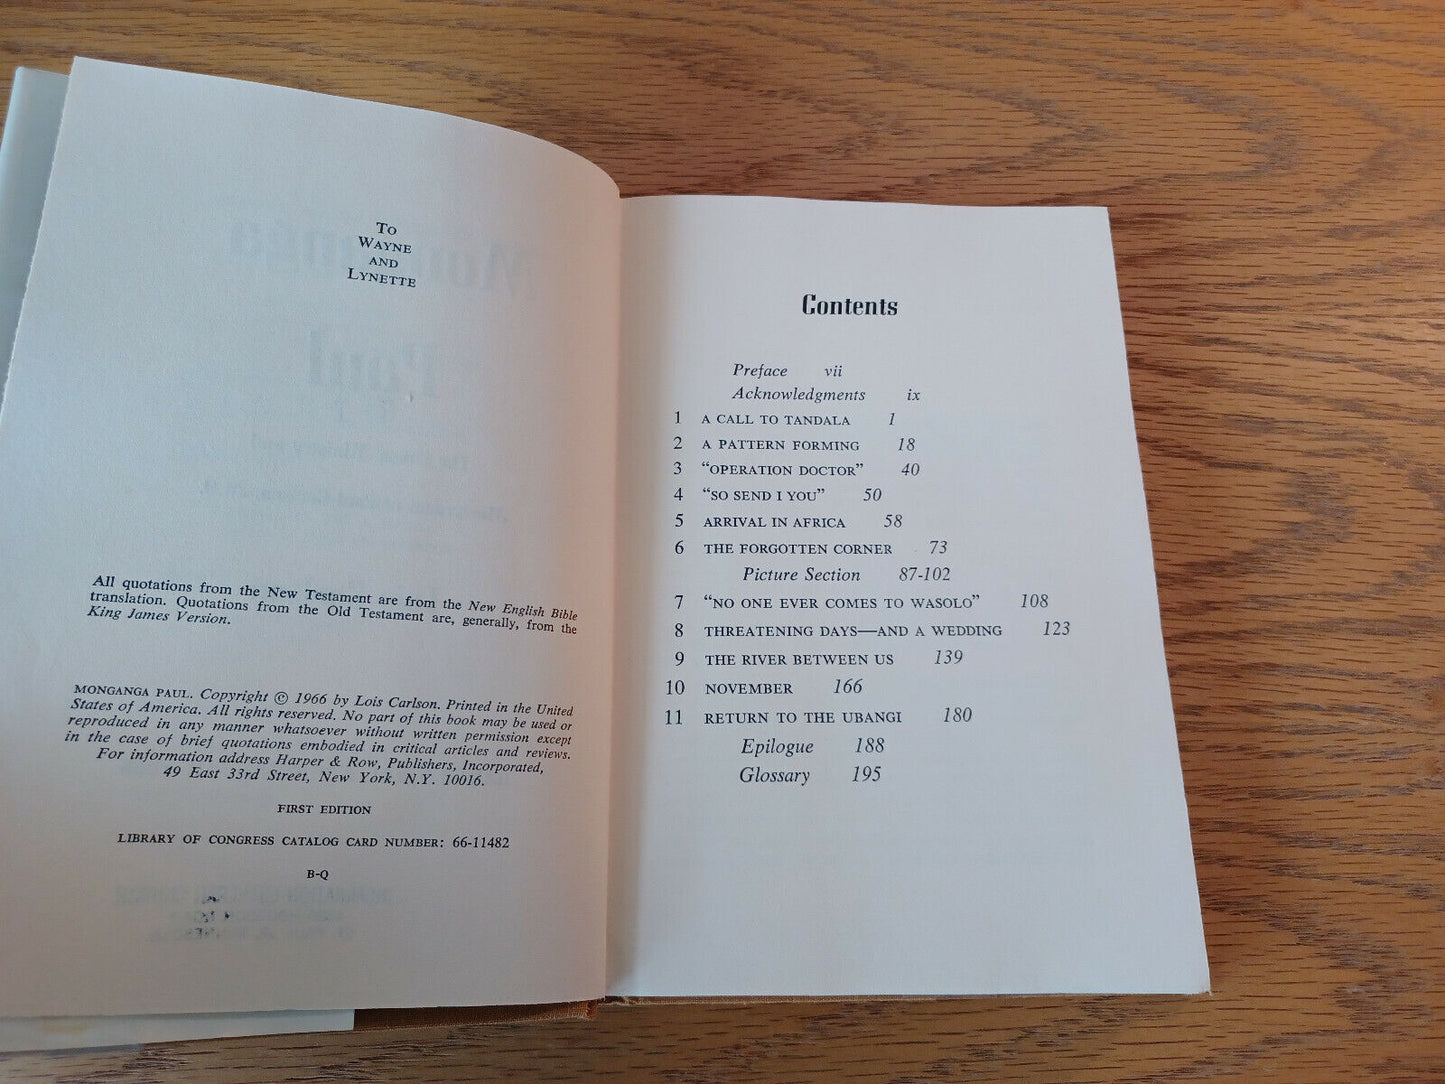 To
Wayne
and
Lynette
All quotations from the New Testament are from the New English Bible
translation. Quotations from the Old Testament are, generally, from the
King James Version.
MONGANGA PAUL. Copyright © 1966 by Lois Carlson. Printed in the United
States of America. All rights reserved. No part of this book may be used or
reproduced in any manner whatsoever without written permission except
in the case of brief quotations embodied in critical articles and reviews.
For information address Harper & Row, Publishers, Incorporated,
49 East 33rd Street, New York, N.Y. 10016.
FIRST EDITION
LIBRARY OF CONGRESS CATALOG CARD NUMBER: 66-11482
B-Q
Contents
Preface vii
Acknowledgments ix
1 A CALL TO TANDALA 1
2 A PATTERN FORMING 18
3 “OPERATION DOCTOR” 40
4 “SO SEND I YOU” 50
5 ARRIVAL IN AFRICA 58
6 THE FORGOTTEN CORNER 73
Picture Section 87-102
7 “NO ONE EVER COMES TO WASOLO” 108
8 THREATENING DAYS—AND A WEDDING 123
9 THE RIVER BETWEEN US 139
10 NOVEMBER 166
11 RETURN TO THE UBANGI 180
Epilogue 188
Glossary 195